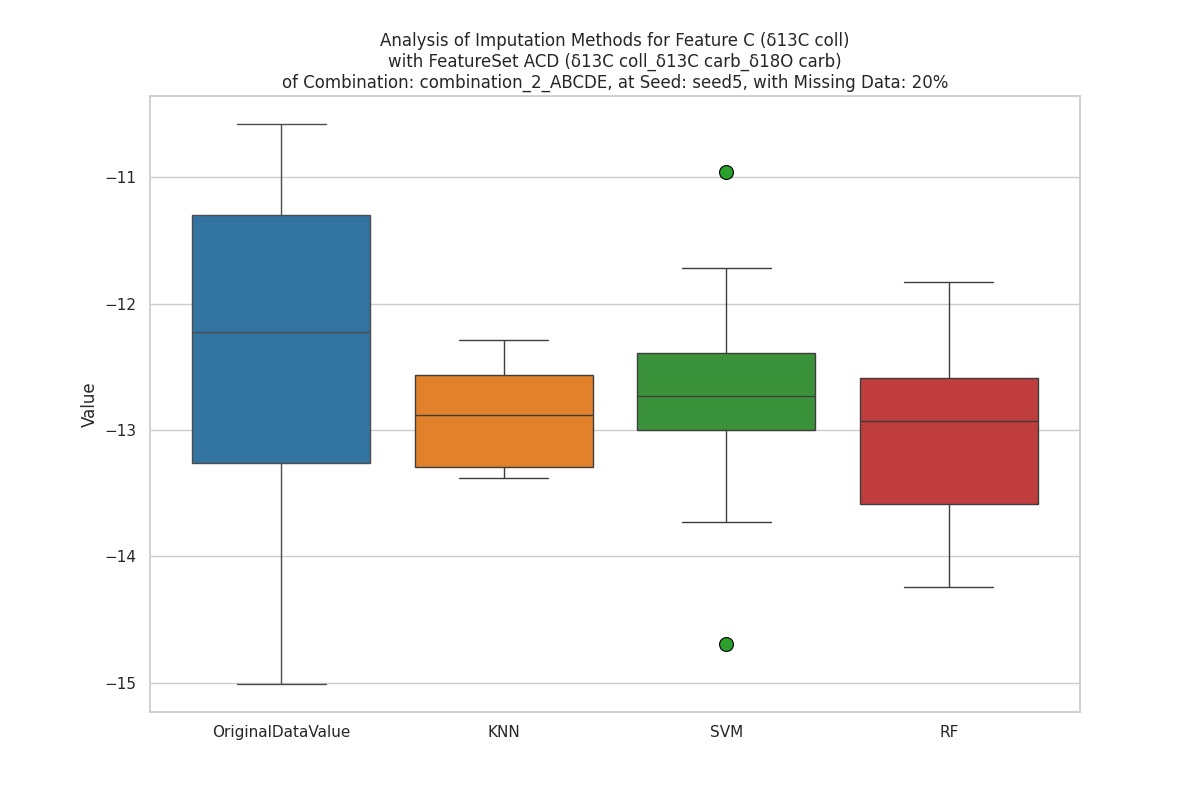 Analysis of Imputation Methods for Feature C (δ13C coll)
with FeatureSet ACD (δ13C coll_δ13C carb_δ18O carb)
of Combination: combination_2_ABCDE, at Seed: seed5, with Missing Data: 20%
Value
−11
−12
−13
−14
−15
OriginalDataValue
KNN
SVM
RF